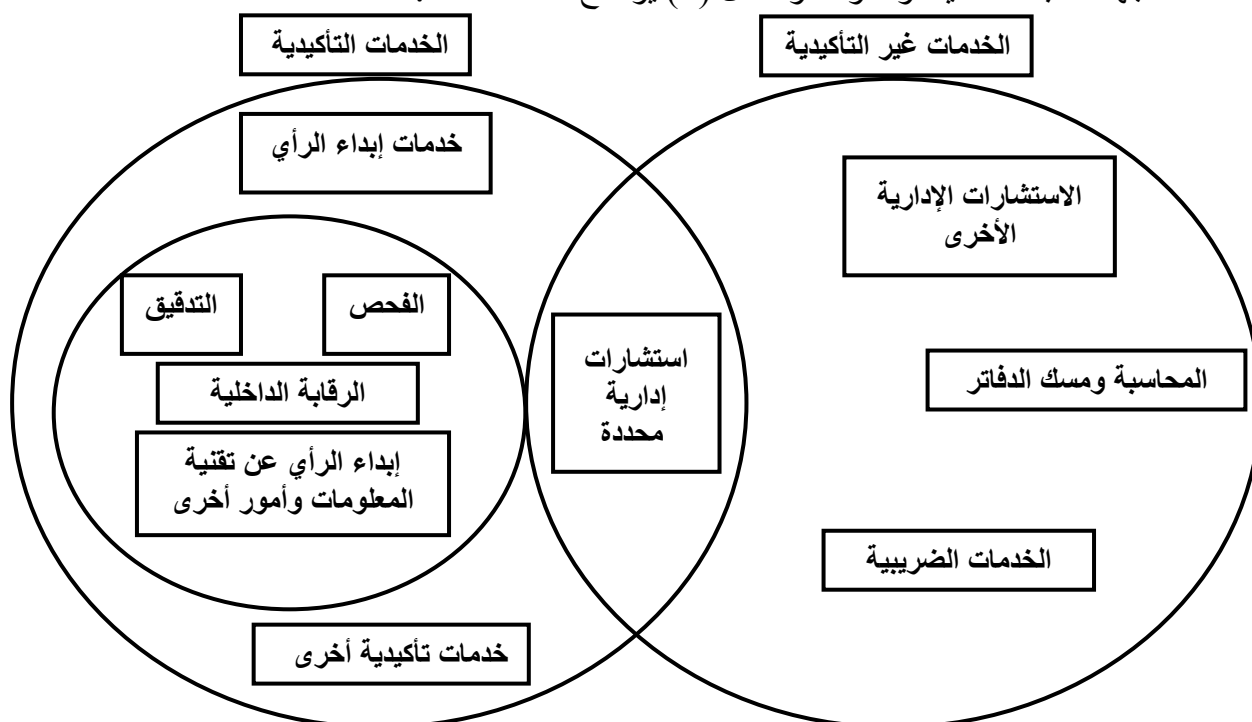 الخدمات غير التأكيدية
الخدمات التأكيدية
خدمات إبداء الرأي
الاستشارات الإدارية
الأخرى
الفحص
التدقيق
استشارات
إدارية
محددة
المحاسبة ومسك الدفاتر
الرقابة الداخلية
إبداء الرأي عن تقنية
المعلومات وأمور أخرى
الخدمات الضريبية
خدمات تأكيدية أخرى